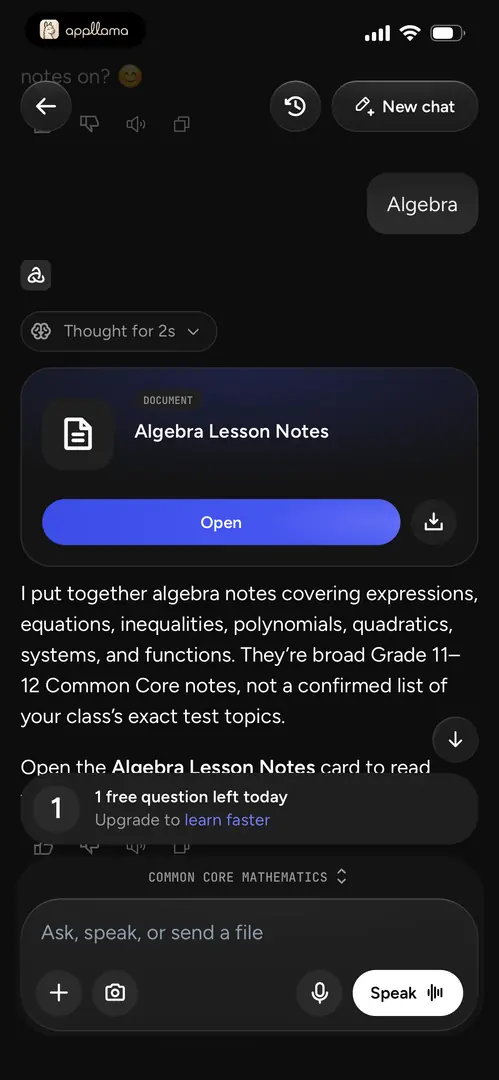 appllama
notes on? 😊
New chat
Algebra
Thought for 2s
DOCUMENT
Algebra Lesson Notes
Open
I put together algebra notes covering expressions,
equations, inequalities, polynomials, quadratics,
systems, and functions. They’re broad Grade 11–
12 Common Core notes, not a confirmed list of
your class’s exact test topics.
Open the Algebra Lesson Notes card to read
1
1 free question left today
Upgrade to learn faster
COMMON CORE MATHEMATICS
Ask, speak, or send a file
Speak